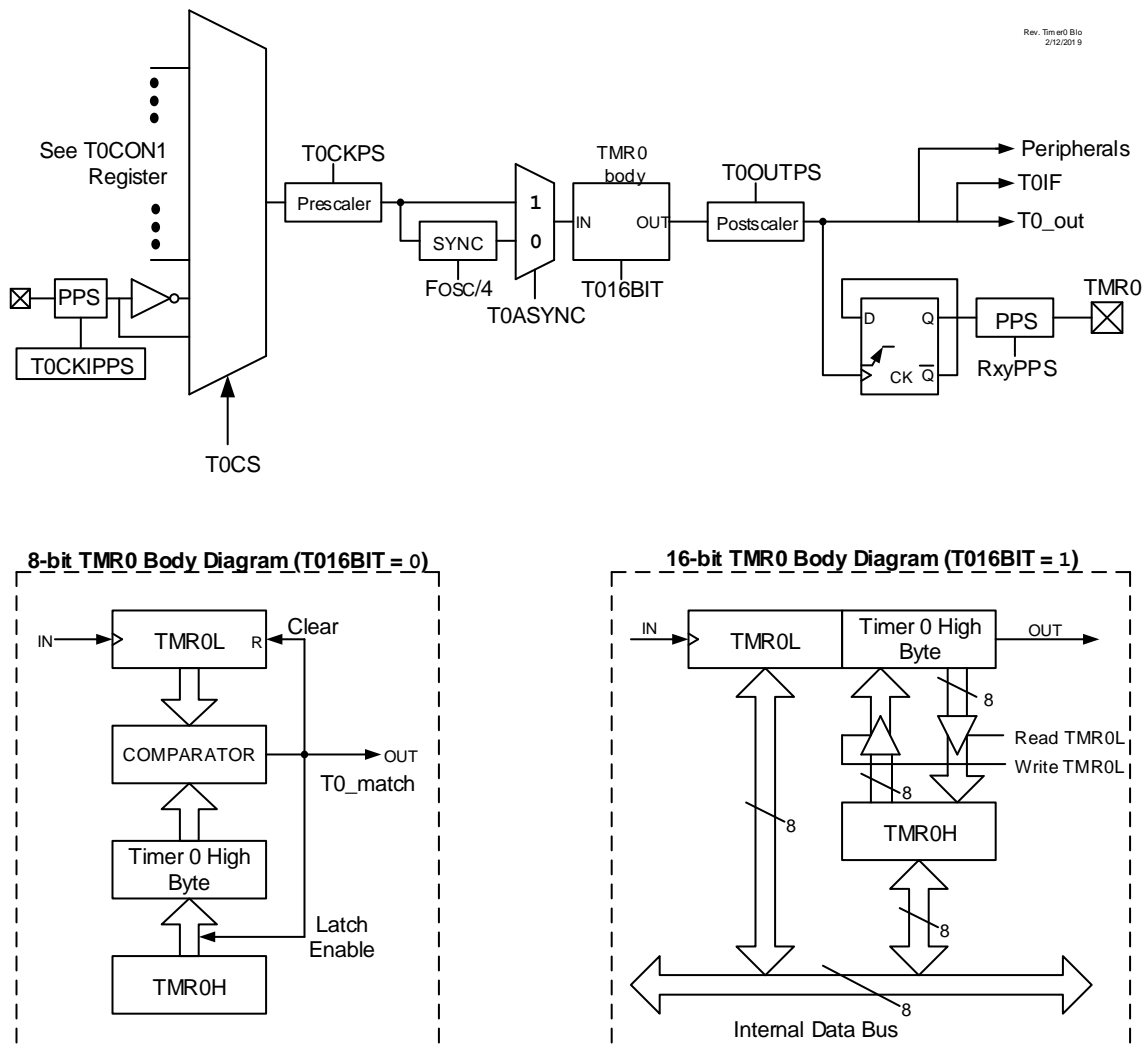 Rev. Timer0 Blo
2/12/2019
See T0CON1
Register
PPS
T0CKIPPS
T0CS
T0CKPS
Prescaler
SYNC
FOSC/4
1
0
T0ASYNC
TMR0
body
IN
OUT
T016BIT
T0OUTPS
Postscaler
Peripherals
T0IF
T0_out
D
Q
CK
Q
PPS
RxyPPS
TMR0
8-bit TMR0 Body Diagram (T016BIT = 0)
IN
TMR0L
R
Clear
COMPARATOR
OUT
T0_match
Timer 0 High
Byte
Latch
Enable
TMR0H
16-bit TMR0 Body Diagram (T016BIT = 1)
IN
TMR0L
Timer 0 High
Byte
OUT
8
Read TMR0L
Write TMR0L
8
8
TMR0H
8
8
Internal Data Bus